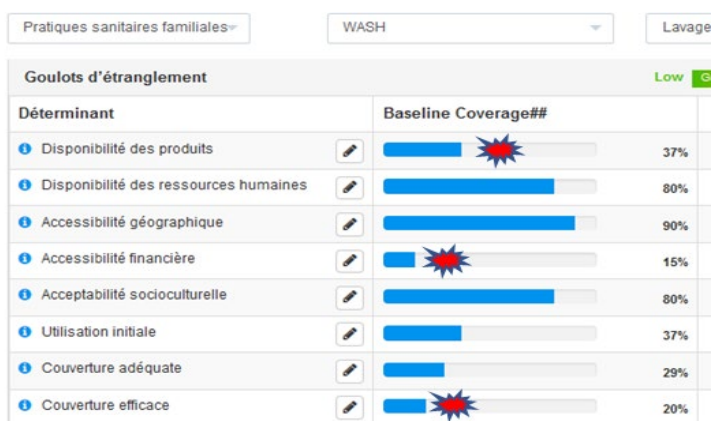 Pratiques sanitaires familiales
WASH
Lavage
Goulots d'étranglement
Low
Déterminant
Baseline Coverage##
Disponibilité des produits
37%
Disponibilité des ressources humaines
80%
Accessibilité géographique
90%
Accessibilité financière
15%
Acceptabilité socioculturelle
80%
Utilisation initiale
37%
Couverture adéquate
29%
Couverture efficace
20%